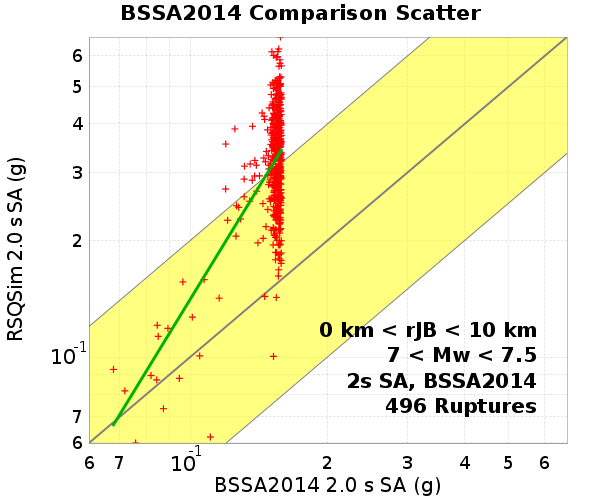 BSSA2014 Comparison Scatter
RSQSim 2.0 s SA (g)
6
5
4
3
2
10-1
7
6
0 km < rJB < 10 km
7 < Mw < 7.5
2s SA, BSSA2014
496 Ruptures
6 7 10-1 2 3 4 5 6
BSSA2014 2.0 s SA (g)